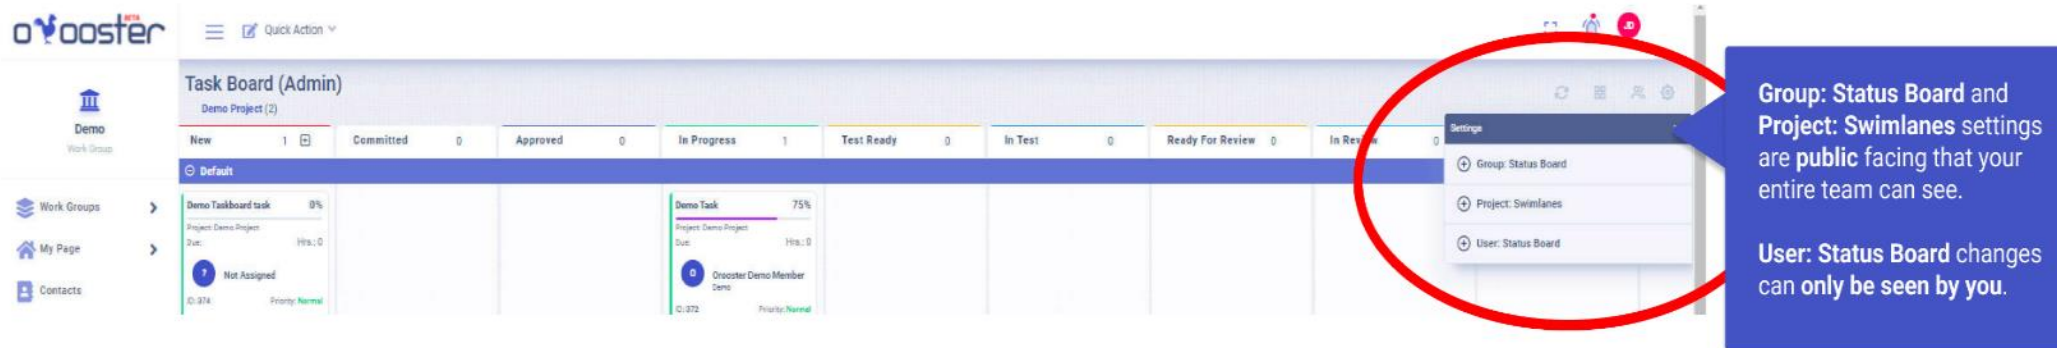 orooster BETA
Quick Action
JD
Task Board (Admin)
Demo Project (2)
Demo
Work Group
New 1
Committed 0
Approved 0
In Progress 1
Test Ready 0
In Test 0
Ready For Review 0
In Review 0
Default
Settings
Group: Status Board
Project: Swimlanes
User: Status Board
Work Groups
My Page
Contacts
Demo Taskboard task 0%
Project: Demo Project
Due: Hrs.: 0
? Not Assigned
ID: 374 Priority: Normal
Demo Task 75%
Project: Demo Project
Due: Hrs.: 0
O Orooster Demo Member
Demo
ID: 372 Priority: Normal
Group: Status Board and
Project: Swimlanes settings
are public facing that your
entire team can see.
User: Status Board changes
can only be seen by you.